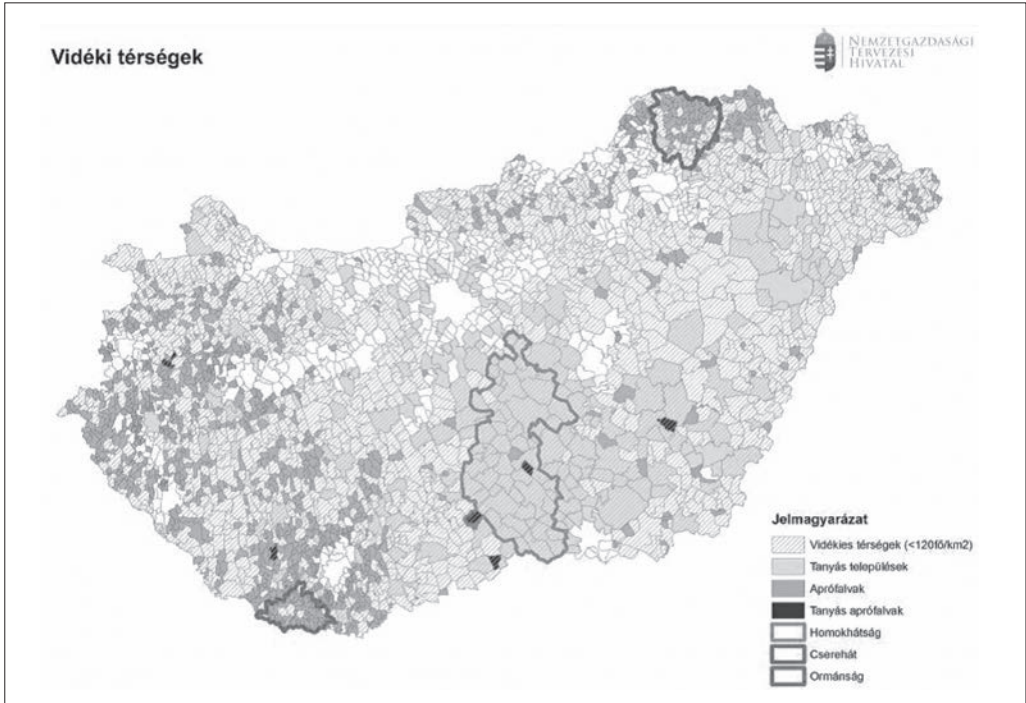 Vidéki térségek
NEMZETGAZDASÁGI
TERVEZÉSI
HIVATAL
Jelmagyarázat
Vidékies térségek (<120fő/km2)
Tanyás települések
Aprófalvak
Tanyás aprófalvak
Homokhátság
Cserehát
Ormánság